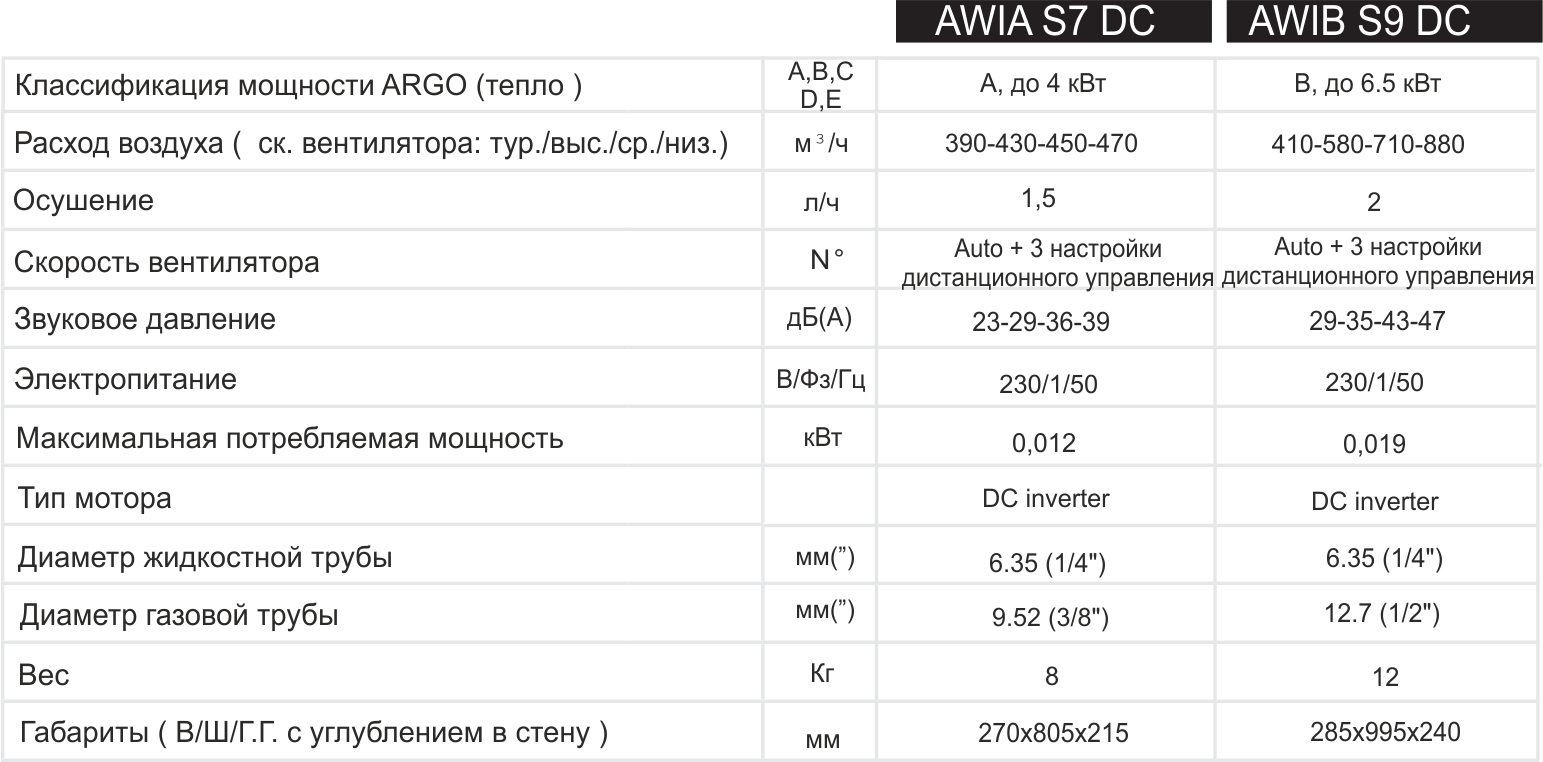 AWIA S7 DC AWIB S9 DC
Классификация мощности ARGO (тепло ) A,B,C D,E A, до 4 кВт B, до 6.5 кВт
Расход воздуха ( ск. вентилятора: тур./выс./ср./низ.) м ³ /ч 390-430-450-470 410-580-710-880
Осушение л/ч 1,5 2
Скорость вентилятора N° Auto + 3 настройки дистанционного управления Auto + 3 настройки дистанционного управления
Звуковое давление дБ(A) 23-29-36-39 29-35-43-47
Электропитание В/Фз/Гц 230/1/50 230/1/50
Максимальная потребляемая мощность кВт 0,012 0,019
Тип мотора DC inverter DC inverter
Диаметр жидкостной трубы мм(”) 6.35 (1/4") 6.35 (1/4")
Диаметр газовой трубы мм(”) 9.52 (3/8") 12.7 (1/2")
Вес Кг 8 12
Габариты ( В/Ш/Г.Г. с углублением в стену ) мм 270x805x215 285x995x240